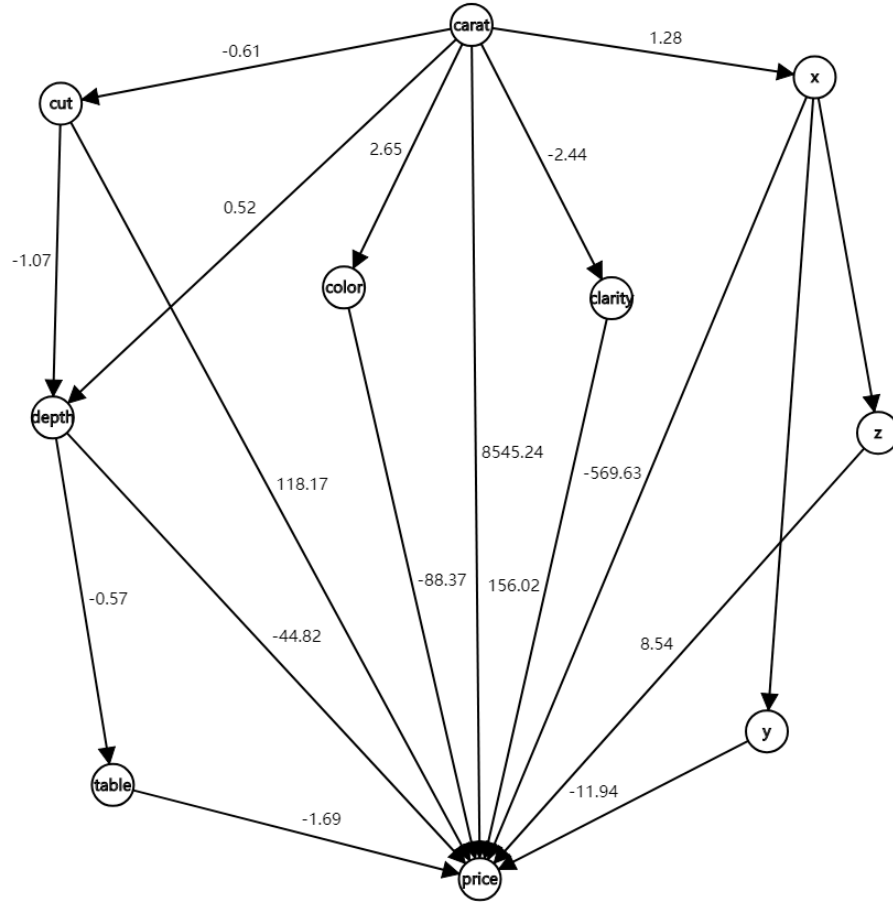 carat
-0.61
1.28
cut
x
2.65
-2.44
0.52
-1.07
color
clarity
depth
z
8545.24
-569.63
118.17
-88.37
156.02
-0.57
-44.82
8.54
y
table
-11.94
-1.69
price